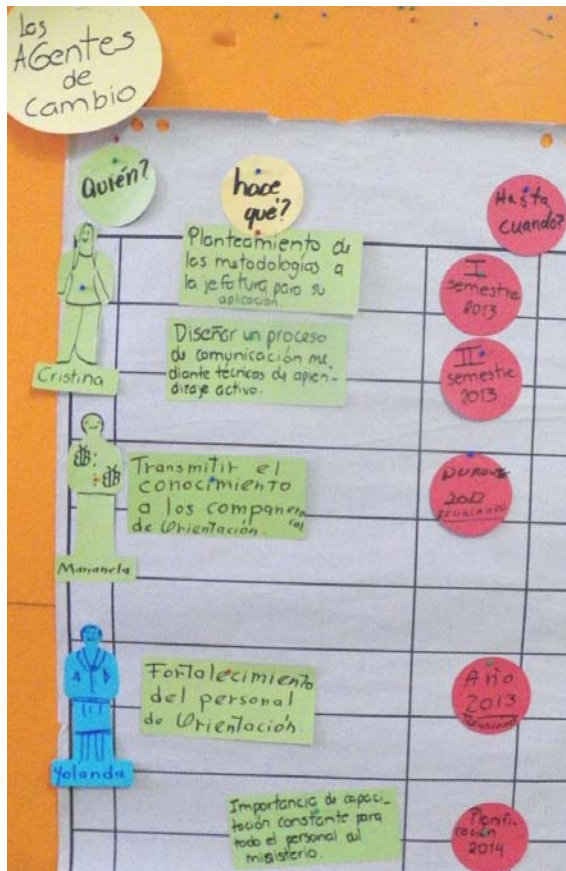 Los
AGentes
de
cambio
Quién?
hace
qué?
Hasta
cuando?
Planteamiento de
las metodologías a
la jefatura para su
aplicación.
I
semestre
2013
Diseñar un proceso
de comunicación me-
diante técnicas de apren-
dizaje activo.
II
semestre
2013
Cristina
Transmitir el
conocimiento
a los compañeros
de Orientación.
2013
Marianela
Fortalecimiento
del personal
de Orientación.
Año
2013
Yolanda
Importancia de capaci-
tación constante para
todo el personal del
ministerio.
Planifi-
cación
2014